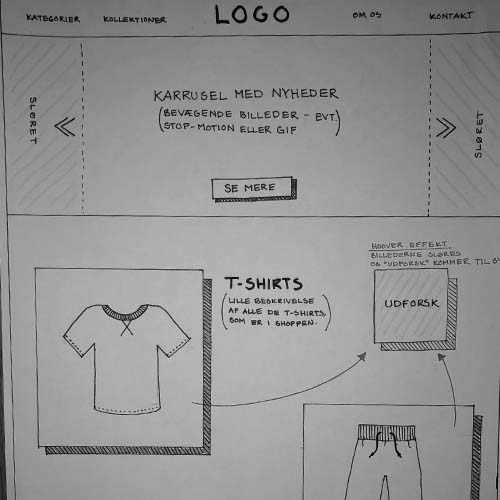 KATEGORIER KOLLEKTIONER LOGO OM OS KONTAKT
SLØRET
KARRUSEL MED NYHEDER
(BEVÆGENDE BILLEDER - EVT.
STOP-MOTION ELLER GIF)
SLØRET
SE MERE
HOOVER EFFEKT
BILLEDERNE SLØRES
OG "UDFORSK" KOMMER TIL
T-SHIRTS
(LILLE BESKRIVELSE
AF ALLE DE T-SHIRTS,
SOM ER I SHOPPEN.)
UDFORSK